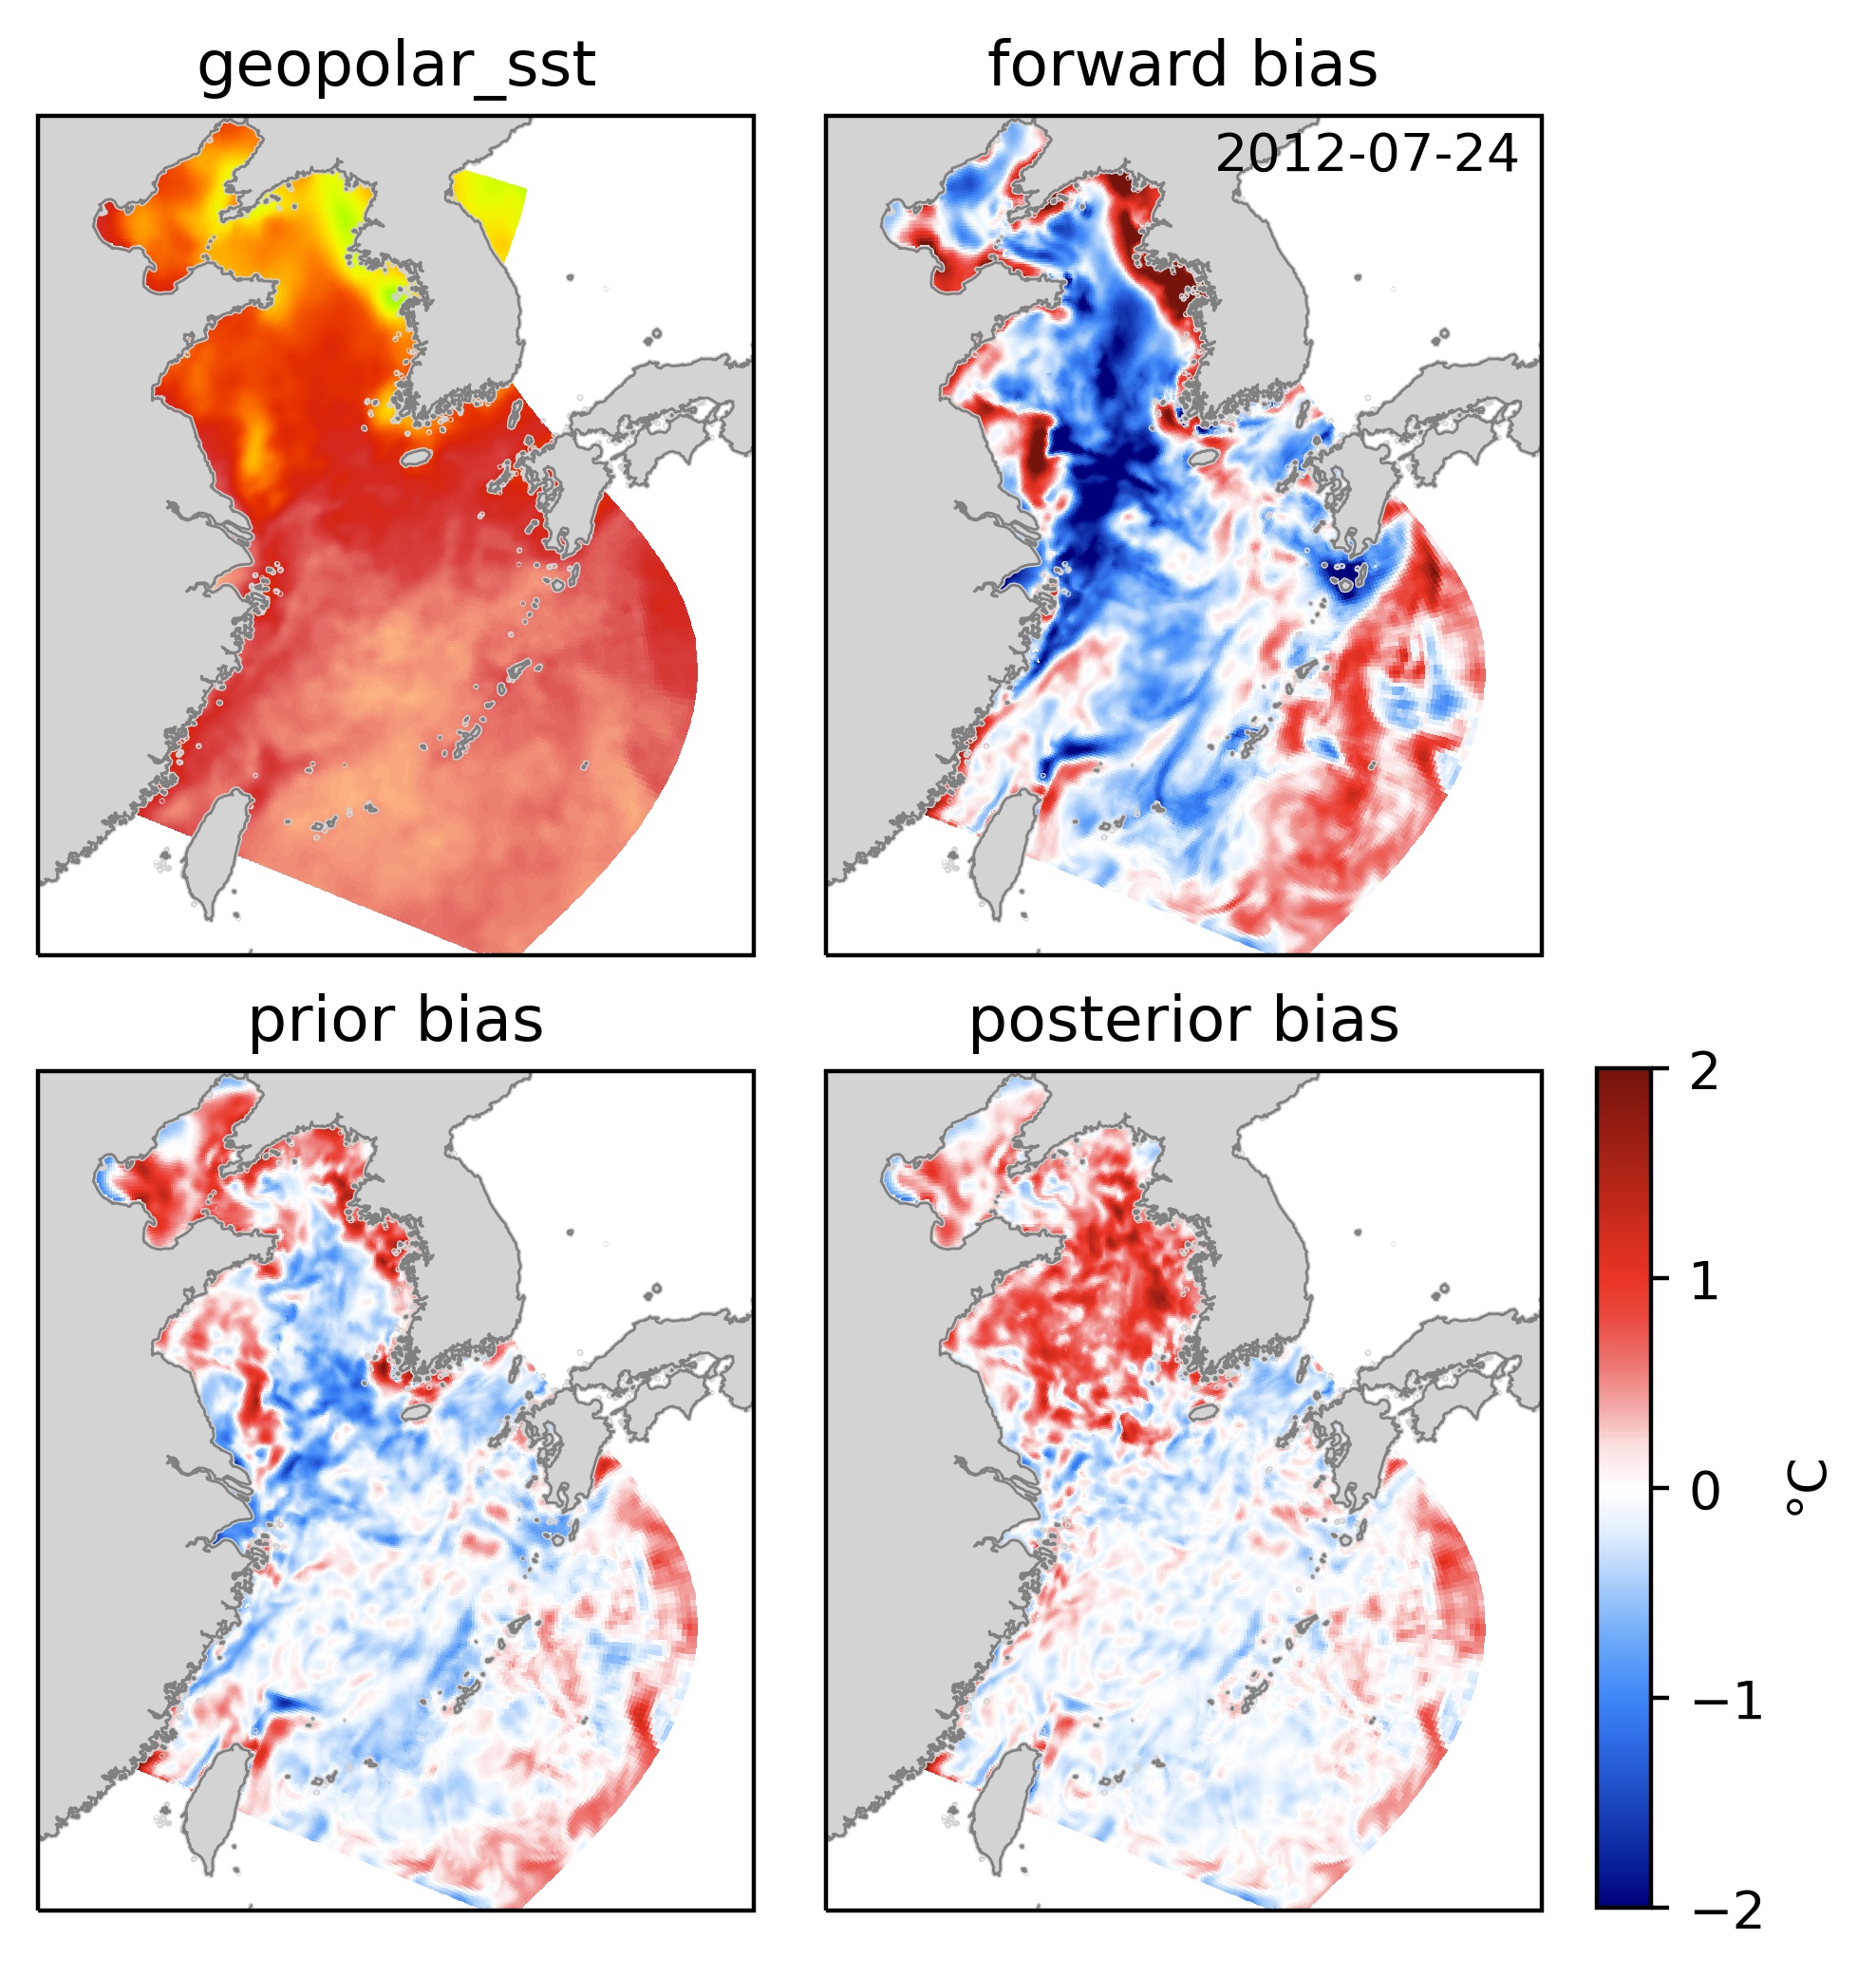 geopolar_sst
forward bias
2012-07-24
prior bias
posterior bias
2
1
0
−1
−2
°C